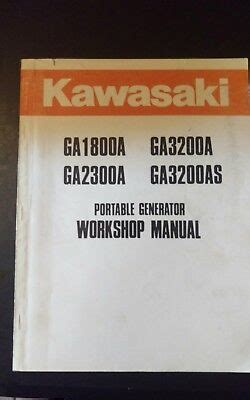 Kawasaki
GA1800A GA3200A
GA2300A GA3200AS
PORTABLE GENERATOR
WORKSHOP MANUAL